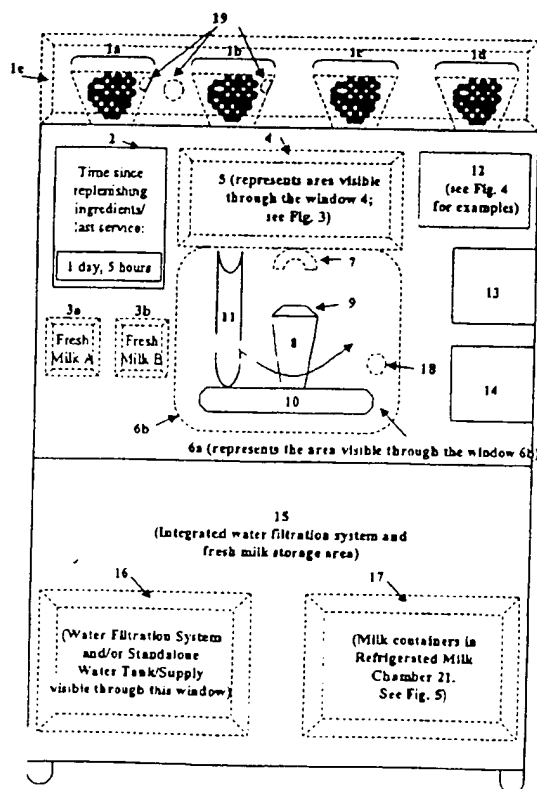 19
1a
1b
1c
1d
1e
2
4
Time since
replenishing
ingredients/
last service:
1 day, 5 hours
5 (represents area visible
through the window 4;
see Fig. 3)
12
(see Fig. 4
for examples)
7
13
3a
3b
Fresh
Milk A
Fresh
Milk B
11
9
8
18
14
10
6b
6a (represents the area visible through the window 6b)
15
(Integrated water filtration system and
fresh milk storage area)
16
17
(Water Filtration System
and/or Standalone
Water Tank/Supply
visible through this window)
(Milk containers in
Refrigerated Milk
Chamber 21.
See Fig. 5)